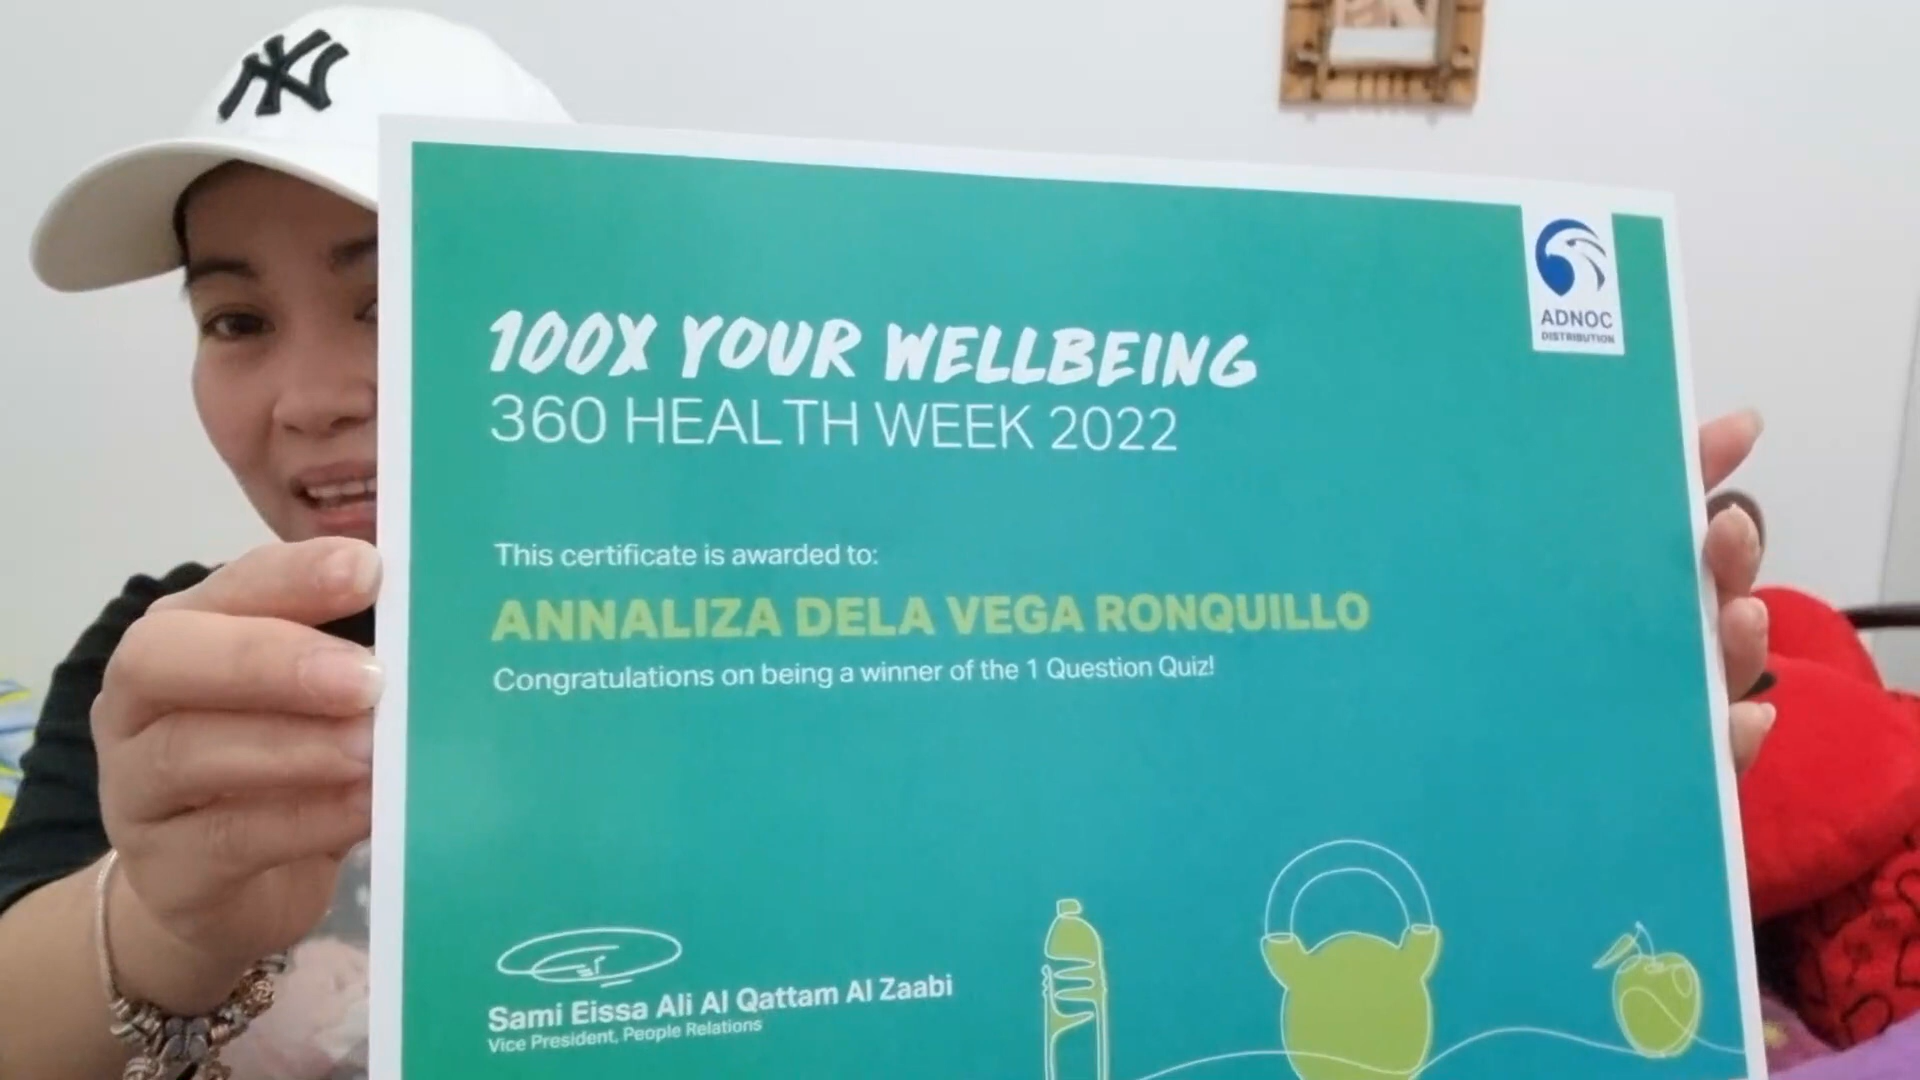 NY
ADNOC
DISTRIBUTION
100X YOUR WELLBEING
360 HEALTH WEEK 2022
This certificate is awarded to:
ANNALIZA DELA VEGA RONQUILLO
Congratulations on being a winner of the 1 Question Quiz!
Sami Eissa Ali Al Qattam Al Zaabi
Vice President, People Relations